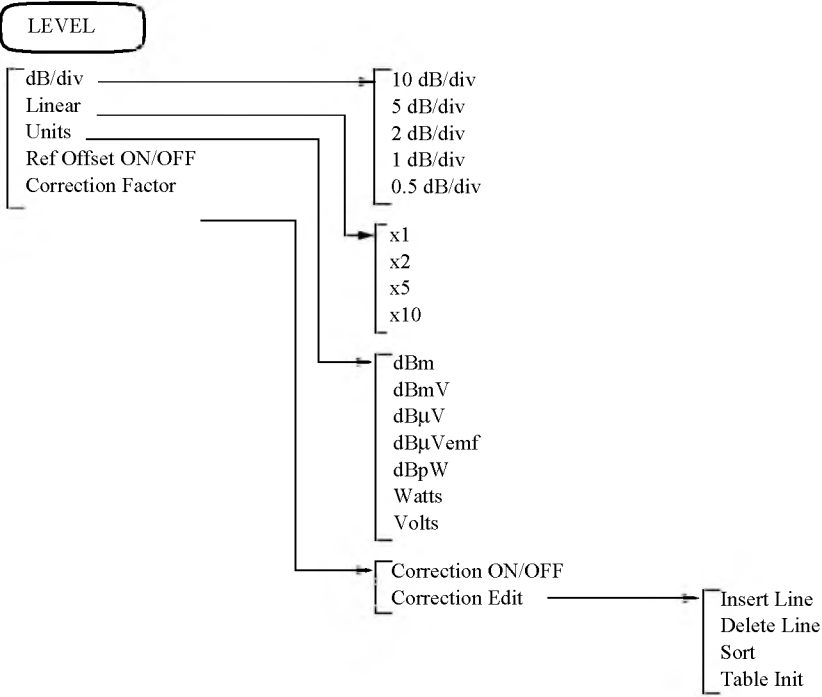 LEVEL
dB/div
Linear
Units
Ref Offset ON/OFF
Correction Factor
10 dB/div
5 dB/div
2 dB/div
1 dB/div
0.5 dB/div
x1
x2
x5
x10
dBm
dBmV
dBµV
dBµVemf
dBpW
Watts
Volts
Correction ON/OFF
Correction Edit
Insert Line
Delete Line
Sort
Table Init